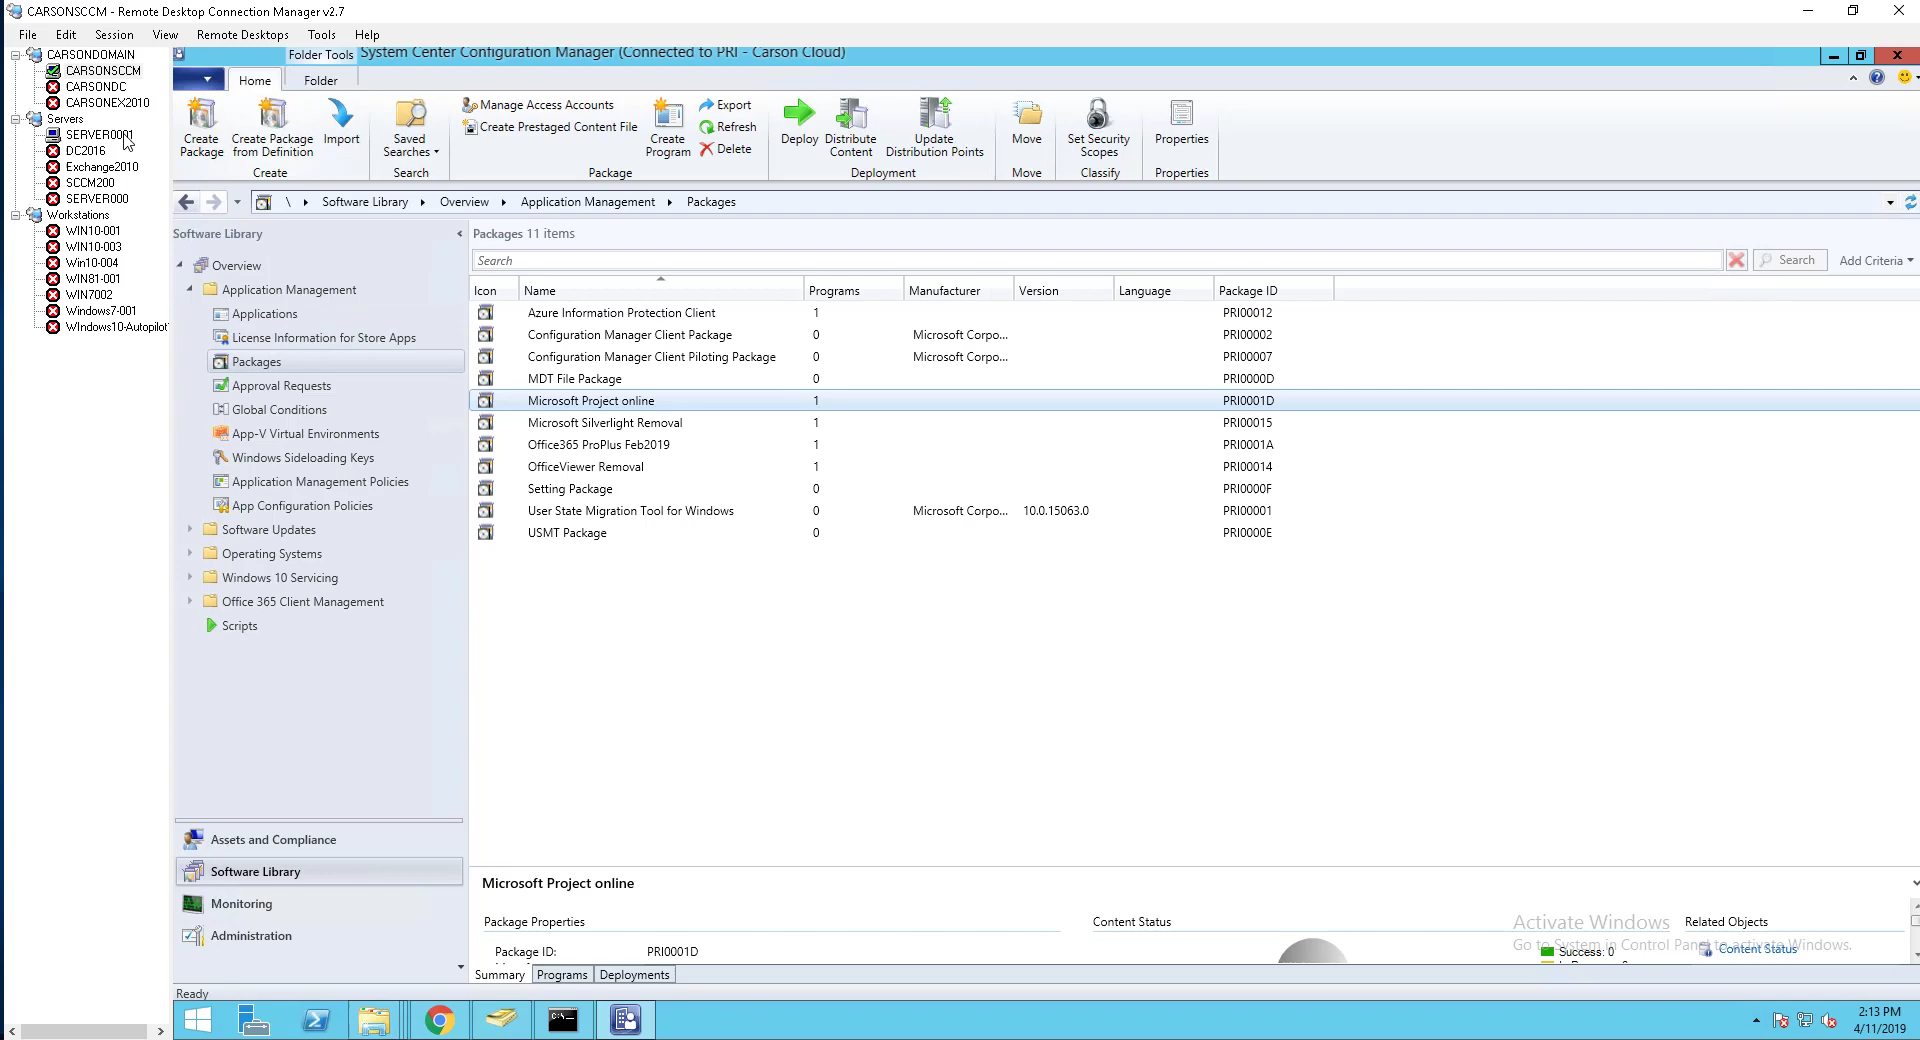 CARSONSCCM - Remote Desktop Connection Manager v2.7
File Edit Session View Remote Desktops Tools Help
CARSONDOMAIN
CARSONSCCM
CARSONDC
CARSONEX2010
Servers
SERVER0001
DC2016
Exchange2010
SCCM200
SERVER000
Workstations
WIN10-001
WIN10-003
Win10-004
WIN81-001
WIN7002
Windows7-001
WIndows10-Autopilot
Folder Tools System Center Configuration Manager (Connected to PRI - Carson Cloud)
Home Folder
Create Package
Create Package from Definition
Import
Create
Saved Searches
Search
Manage Access Accounts
Create Prestaged Content File
Create Program
Export
Refresh
Delete
Package
Deploy
Distribute Content
Update Distribution Points
Deployment
Move
Move
Set Security Scopes
Classify
Properties
Properties
\ Software Library Overview Application Management Packages
Software Library
Overview
Application Management
Applications
License Information for Store Apps
Packages
Approval Requests
Global Conditions
App-V Virtual Environments
Windows Sideloading Keys
Application Management Policies
App Configuration Policies
Software Updates
Operating Systems
Windows 10 Servicing
Office 365 Client Management
Scripts
Assets and Compliance
Software Library
Monitoring
Administration
Packages 11 items
Search Search Add Criteria
Icon Name Programs Manufacturer Version Language Package ID
Azure Information Protection Client 1 PRI00012
Configuration Manager Client Package 0 Microsoft Corpo... PRI00002
Configuration Manager Client Piloting Package 0 Microsoft Corpo... PRI00007
MDT File Package 0 PRI0000D
Microsoft Project online 1 PRI0001D
Microsoft Silverlight Removal 1 PRI00015
Office365 ProPlus Feb2019 1 PRI0001A
OfficeViewer Removal 1 PRI00014
Setting Package 0 PRI0000F
User State Migration Tool for Windows 0 Microsoft Corpo... 10.0.15063.0 PRI00001
USMT Package 0 PRI0000E
Microsoft Project online
Package Properties
Package ID: PRI0001D
Content Status
Success: 0
Activate Windows
Go to System in Control Panel to activate Windows.
Related Objects
Content Status
Summary Programs Deployments
Ready
2:13 PM
4/11/2019